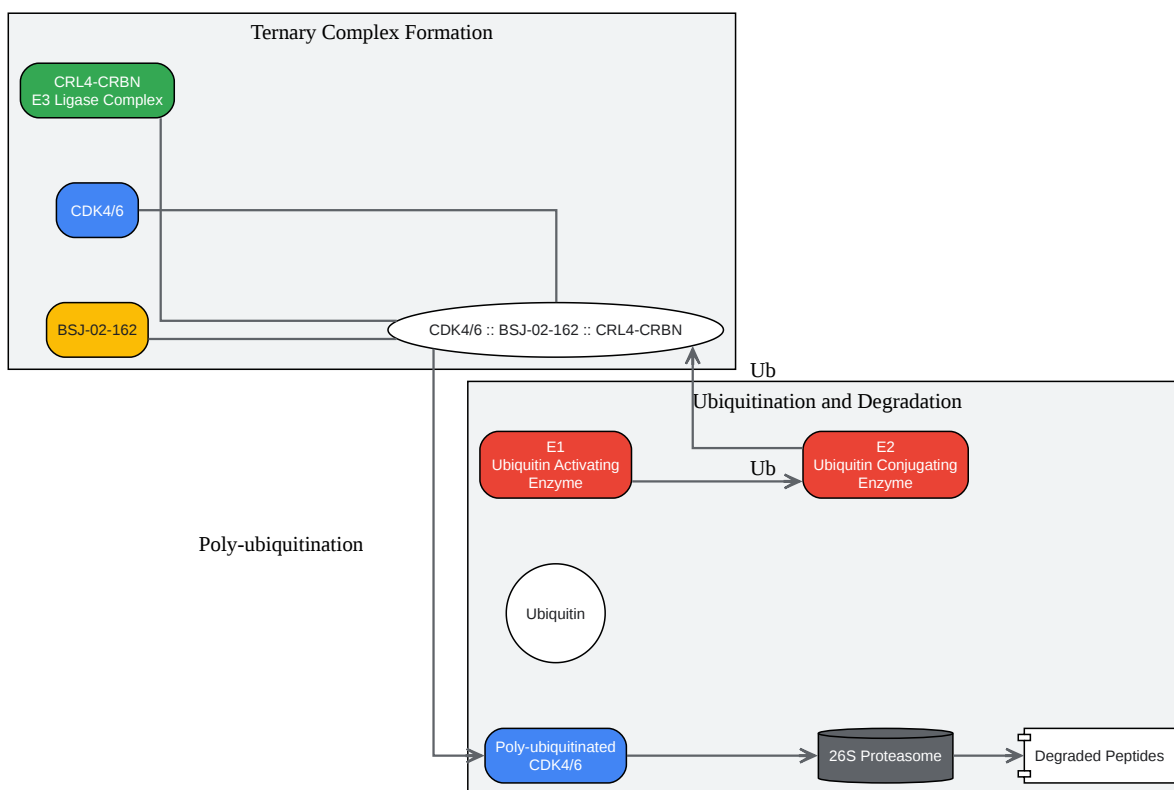 Ternary Complex Formation
CRL4-CRBN
E3 Ligase Complex
CDK4/6
BSJ-02-162
CDK4/6 :: BSJ-02-162 :: CRL4-CRBN
Ub
Ubiquitination and Degradation
E1
Ubiquitin Activating
Enzyme
Ub
E2
Ubiquitin Conjugating
Enzyme
Poly-ubiquitination
Ubiquitin
Poly-ubiquitinated
CDK4/6
26S Proteasome
Degraded Peptides